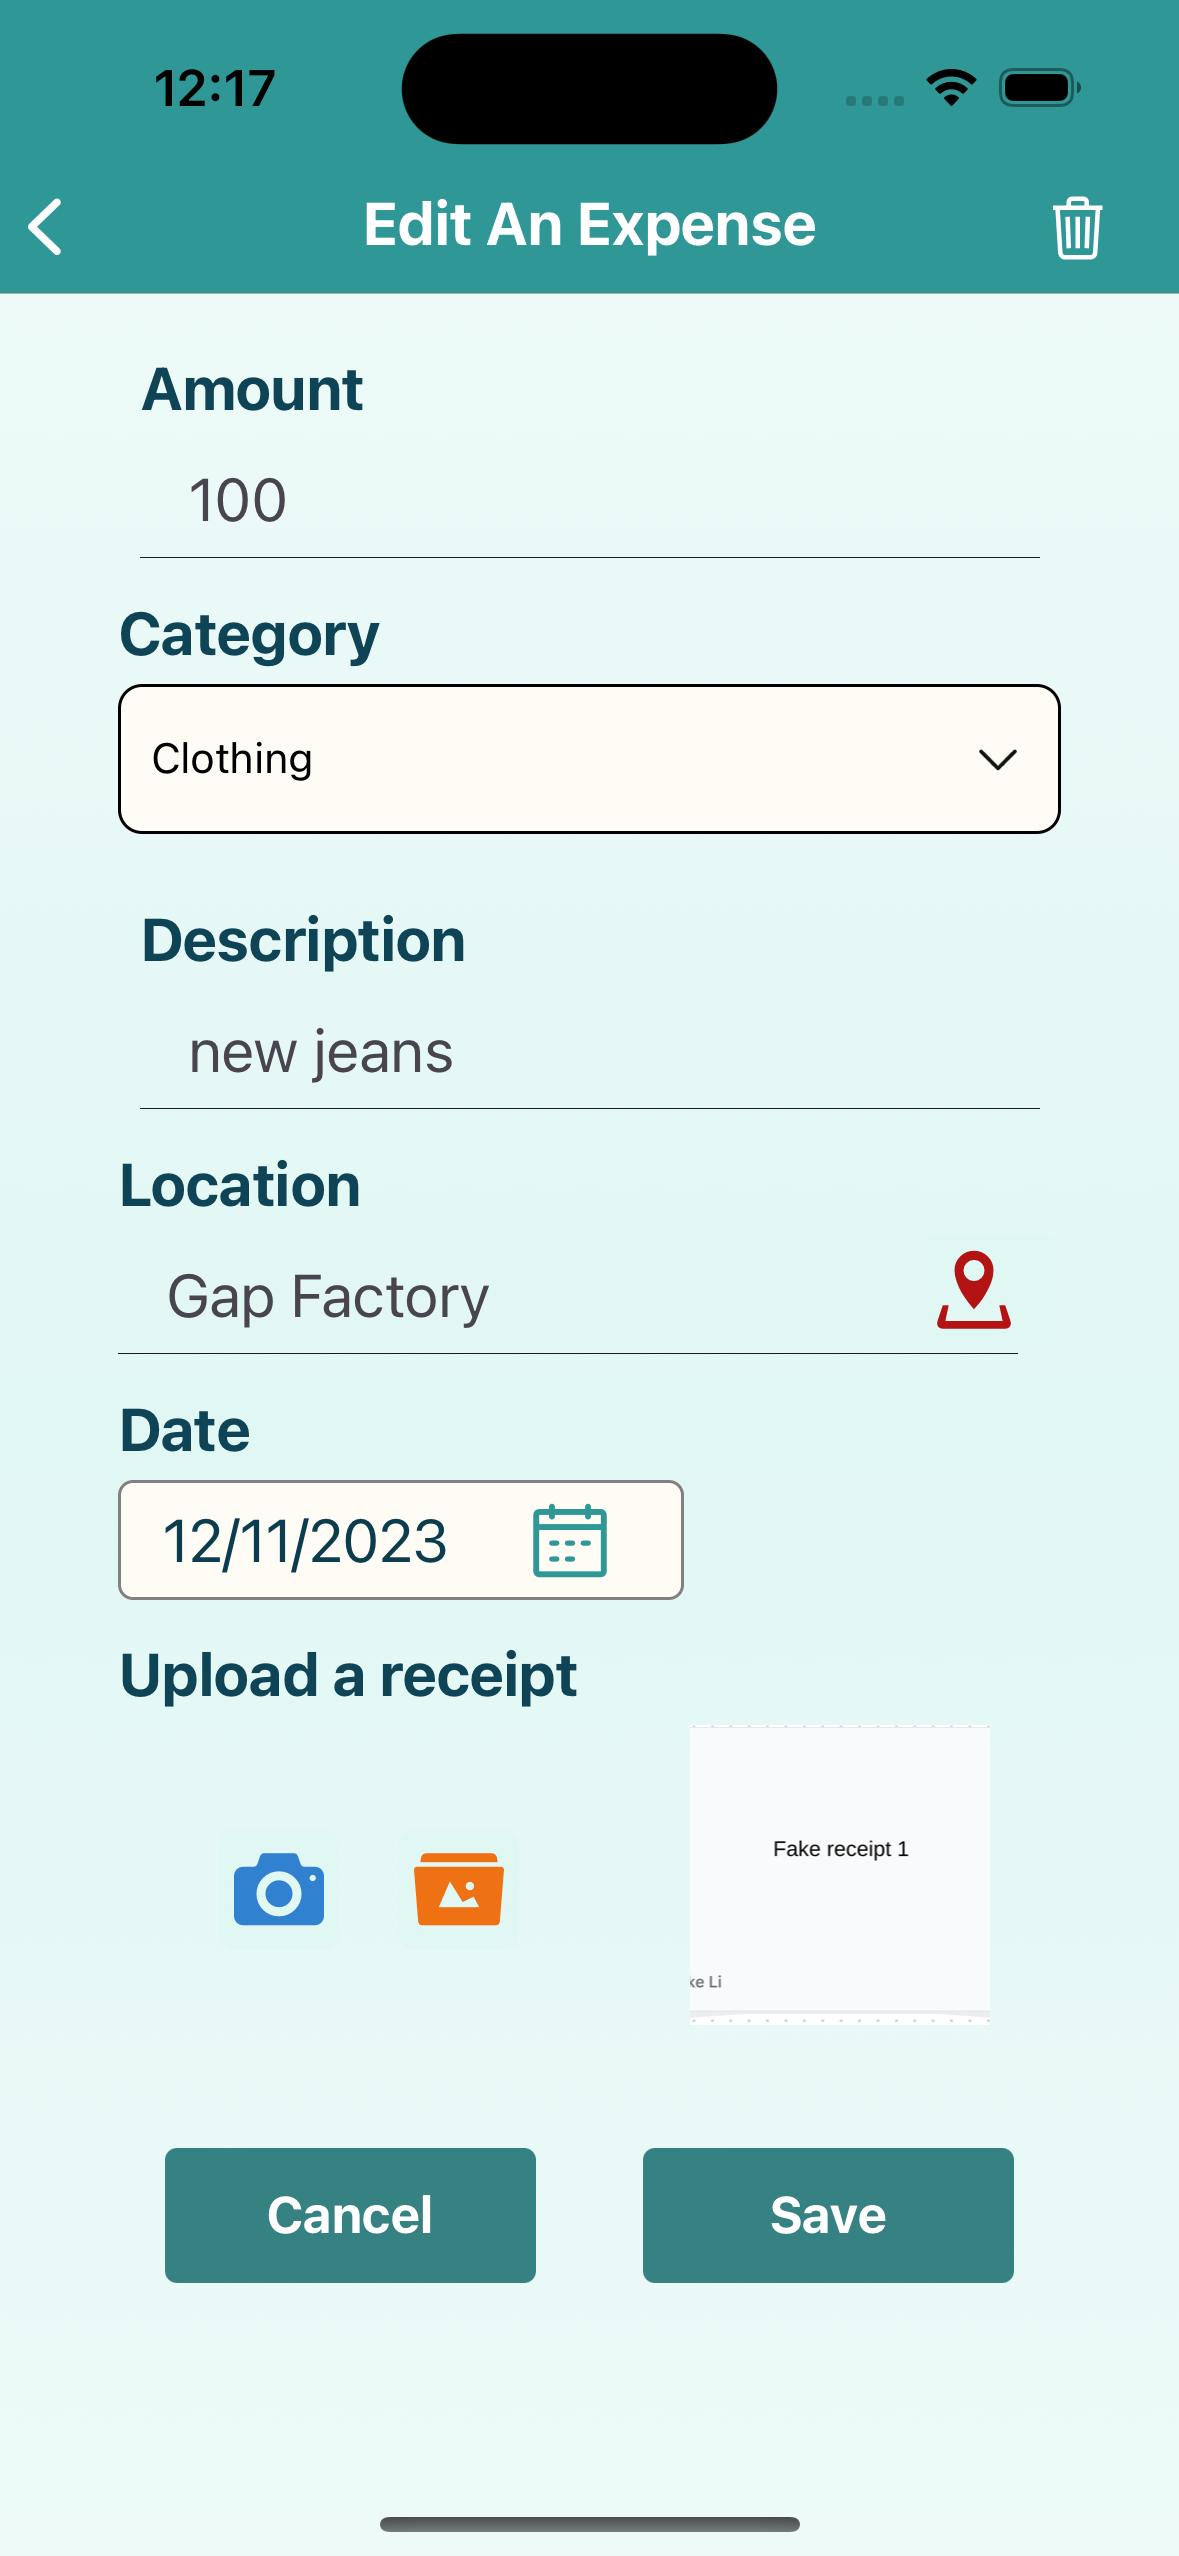 12:17
Edit An Expense
Amount
100
Category
Clothing
Description
new jeans
Location
Gap Factory
Date
12/11/2023
Upload a receipt
Fake receipt 1
ke Li
Cancel
Save